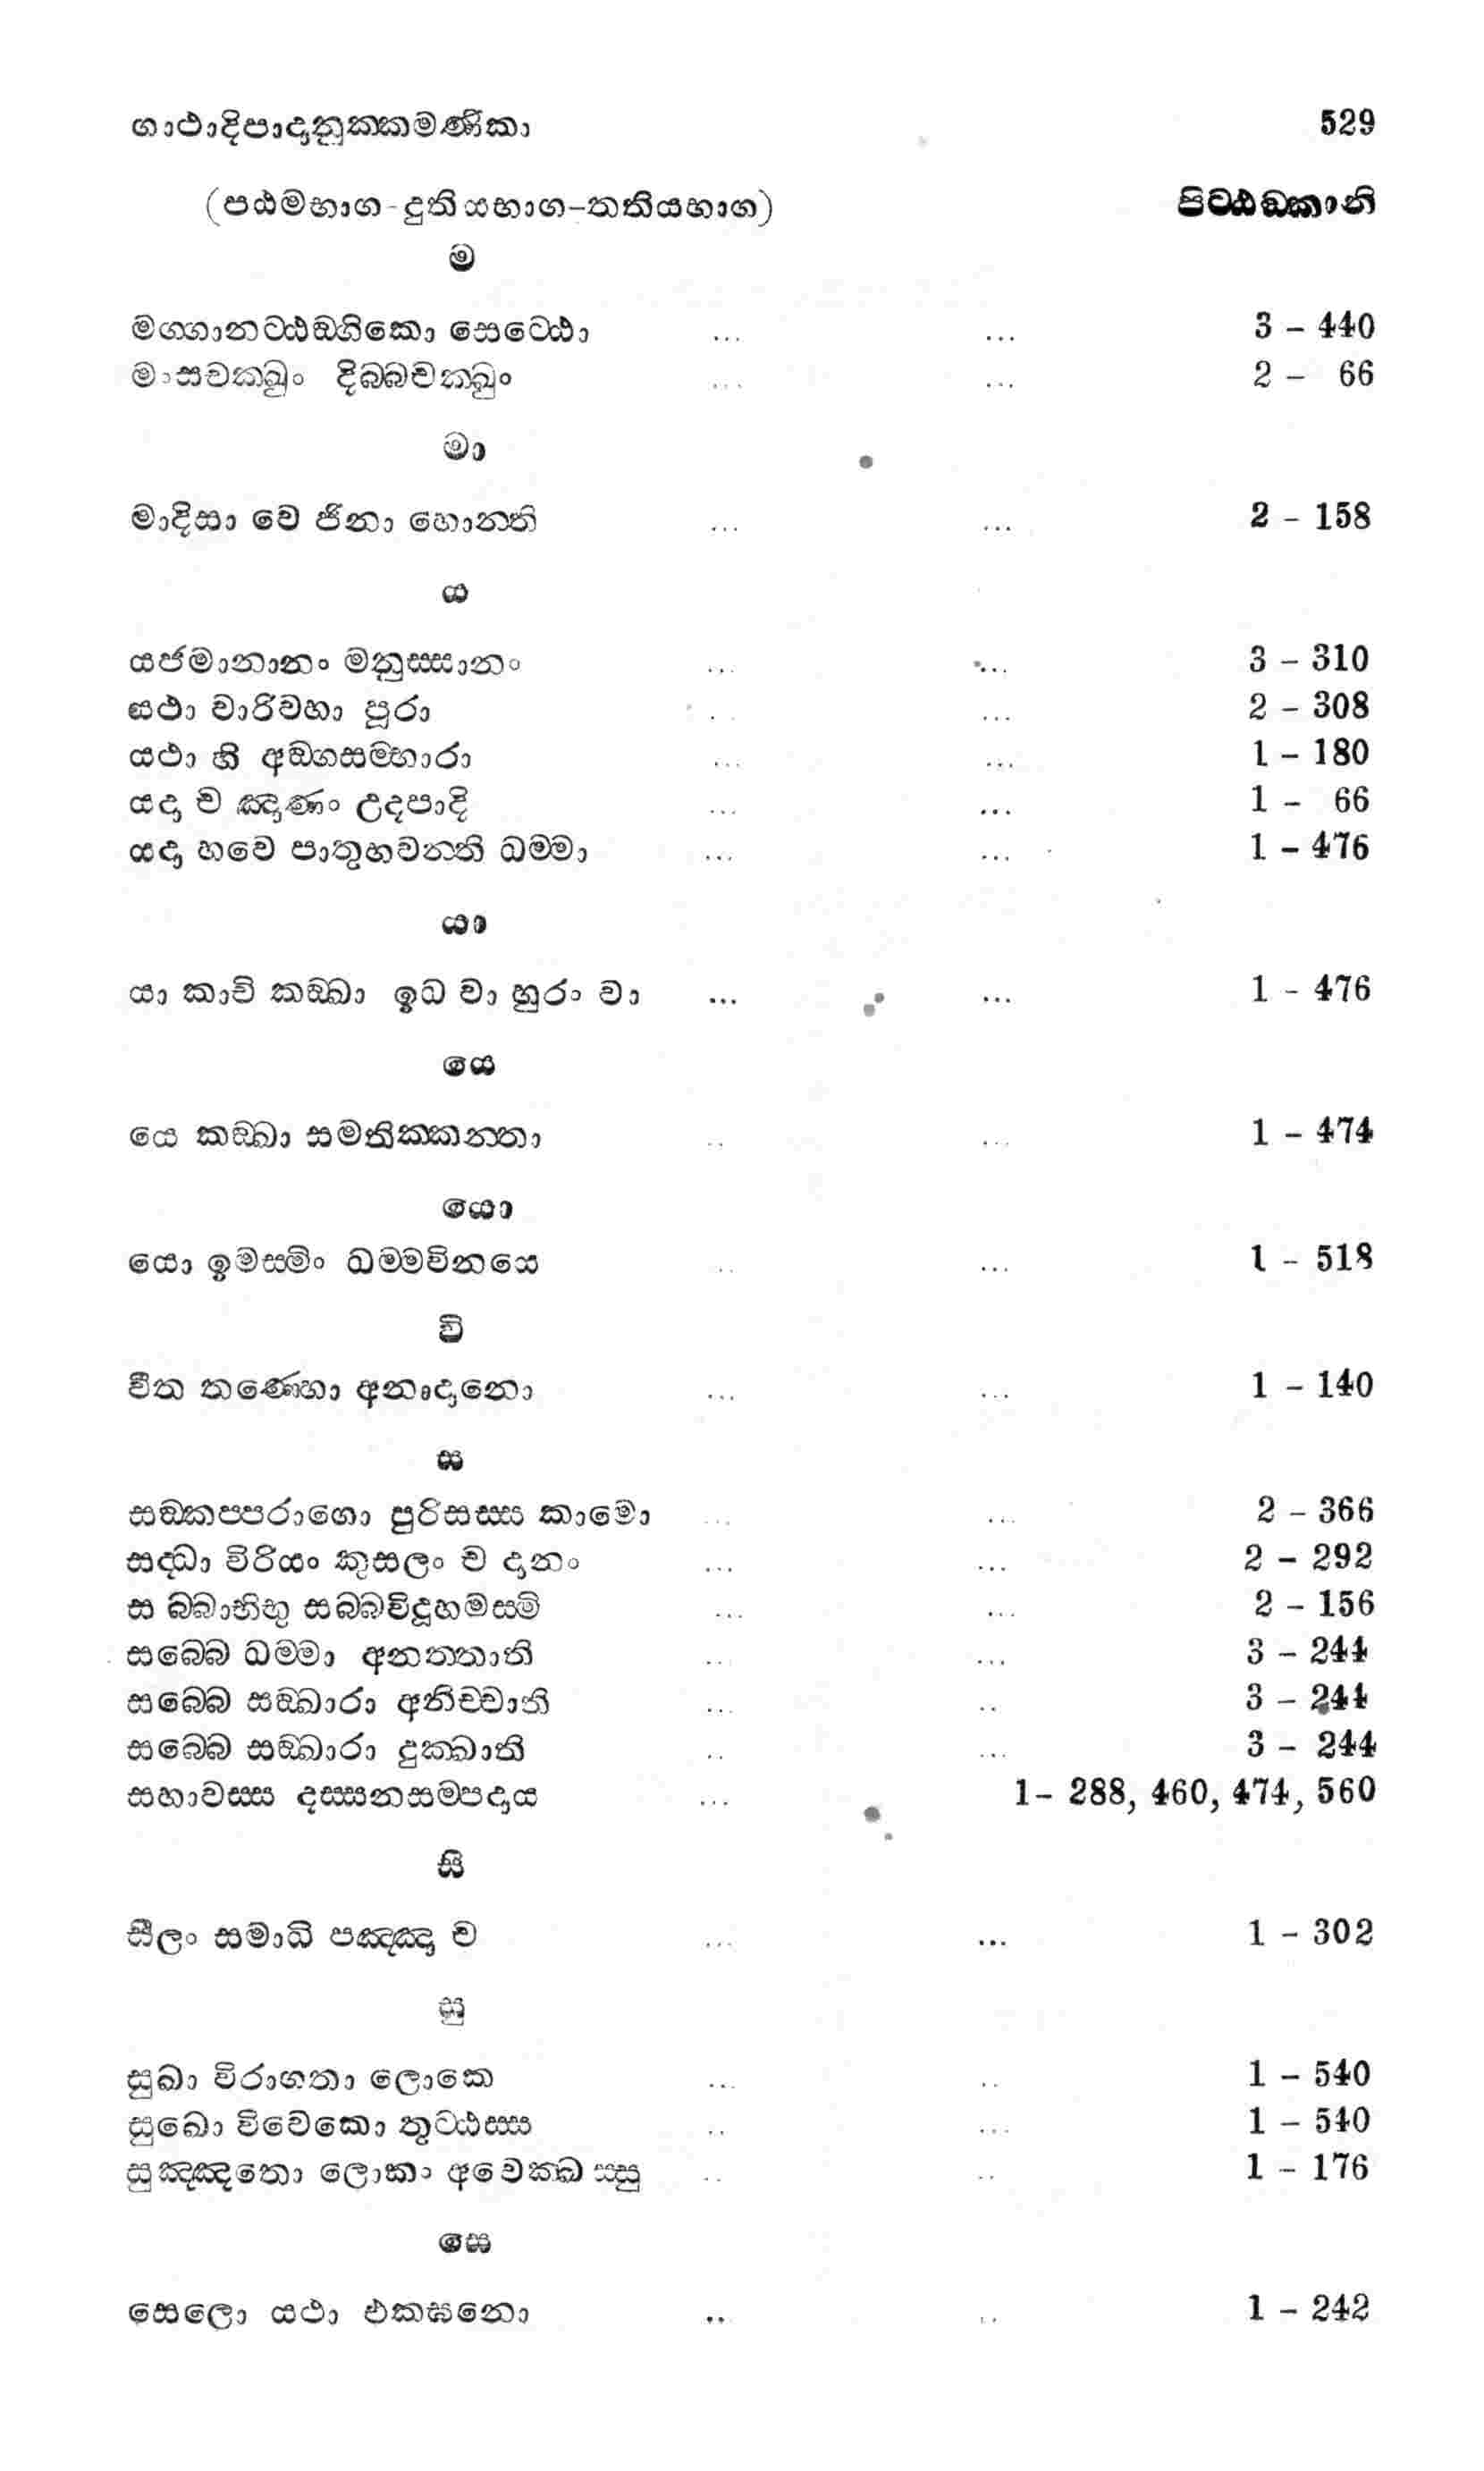 ගාථාදිපාදානුක්කමණිකා 529
(පඨමභාග-දුතියභාග-තතියභාග) පිට්ඨඞ්කානි
ම
මග්ගානට්ඨඞ්ගිකො සෙට්ඨො ... ... 3 – 440
මංසචක්ඛුං දිබ්බචක්ඛුං ... ... 2 – 66
මා
මාදිසා වෙ ජිනා හොන්ති ... ... 2 – 158
ය
යජමානානං මනුස්සානං ... ... 3 – 310
යථා වාරිවහා පූරා .. ... 2 – 308
යථා හි අඞ්ගසම්භාරා ... ... 1 – 180
යදා ච ඤාණං උදපාදි ... ... 1 – 66
යදා හවෙ පාතුභවන්ති ධම්මා ... ... 1 – 476
යා
යා කාචි කඞ්ඛා ඉධ වා හුරං වා ... ... 1 – 476
යෙ
යෙ කඞ්ඛා සමතික්කන්තා .. ... 1 – 474
යො
යො ඉමස්මිං ධම්මවිනයෙ .. ... 1 – 518
වි
වීත තණ්හො අනාදානො ... ... 1 – 140
ස
සඞ්කප්පරාගො පුරිසස්ස කාමො ... ... 2 – 366
සද්ධා විරියං කුසලං ච දානං ... ... 2 – 292
ස බ්බාභිභු සබ්බවිදූහමස්මි ... ... 2 – 156
සබ්බෙ ධම්මා අනත්තාති ... ... 3 – 244
සබ්බෙ සඞ්ඛාරා අනිච්චාති ... .. 3 – 244
සබ්බෙ සඞ්ඛාරා දුක්ඛාති .. ... 3 – 244
සහාවස්ස දස්සනසම්පදාය ... 1– 288, 460, 474, 560
සි
සීලං සමාධි පඤ්ඤා ච ... ... 1 – 302
සු
සුඛා විරාගතා ලොකෙ ... .. 1 – 540
සුඛො විවෙකො තුට්ඨස්ස .. ... 1 – 540
සුඤ්ඤතො ලොකං අවෙක්ඛ ස්සු .. .. 1 – 176
සෙ
සෙලො යථා එකඝනො .. .. 1 – 242